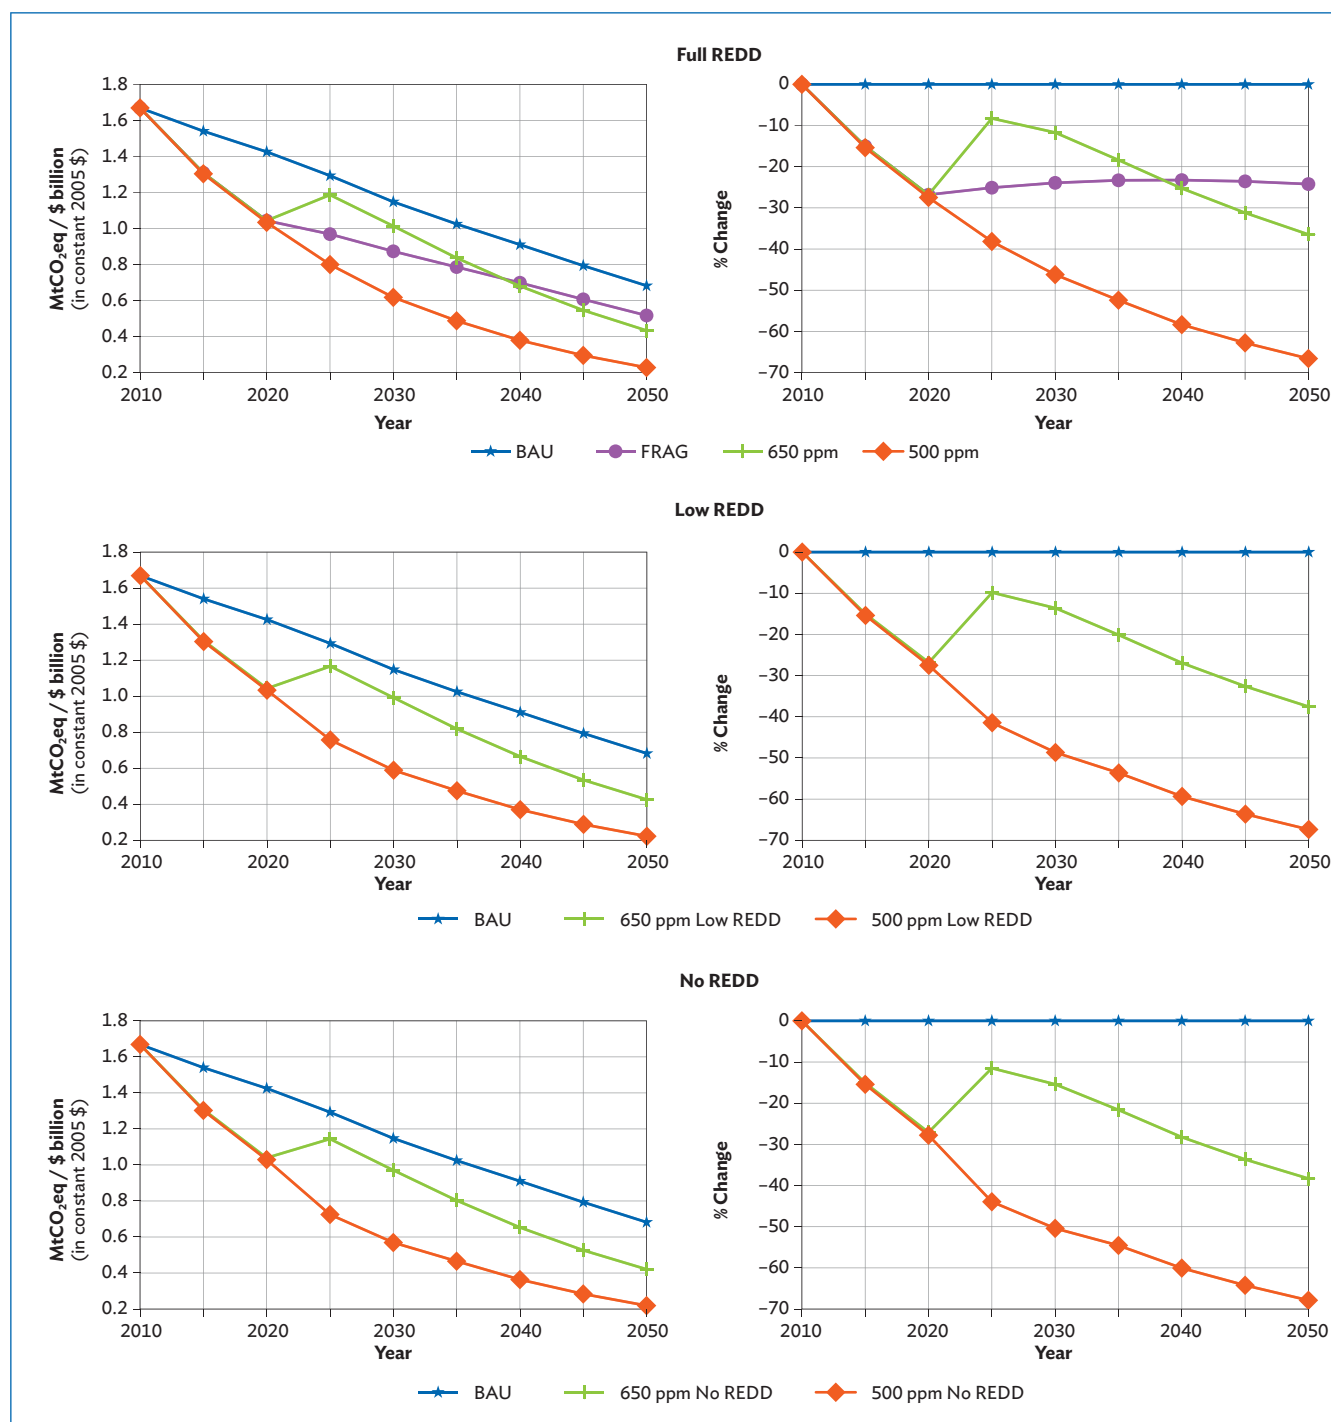 Full REDD
MtCO₂eq / $ billion
(in constant 2005 $)
1.8
1.6
1.4
1.2
1.0
0.8
0.6
0.4
0.2
2010 2020 2030 2040 2050
Year
% Change
0
–10
–20
–30
–40
–50
–60
–70
2010 2020 2030 2040 2050
Year
BAU FRAG 650 ppm 500 ppm
Low REDD
MtCO₂eq / $ billion
(in constant 2005 $)
1.8
1.6
1.4
1.2
1.0
0.8
0.6
0.4
0.2
2010 2020 2030 2040 2050
Year
% Change
0
–10
–20
–30
–40
–50
–60
–70
2010 2020 2030 2040 2050
Year
BAU 650 ppm Low REDD 500 ppm Low REDD
No REDD
MtCO₂eq / $ billion
(in constant 2005 $)
1.8
1.6
1.4
1.2
1.0
0.8
0.6
0.4
0.2
2010 2020 2030 2040 2050
Year
% Change
0
–10
–20
–30
–40
–50
–60
–70
2010 2020 2030 2040 2050
Year
BAU 650 ppm No REDD 500 ppm No REDD